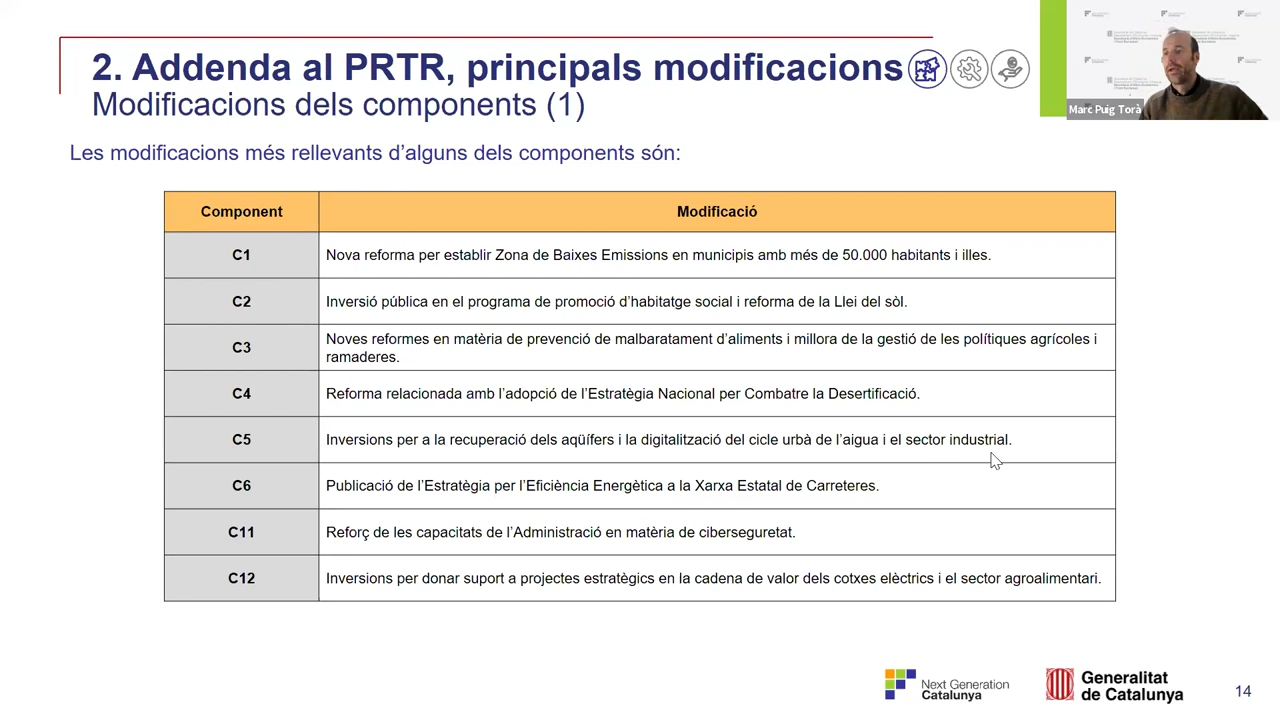 2. Addenda al PRTR, principals modificacions
Modificacions dels components (1)
Marc Puig Torà
Les modificacions més rellevants d’alguns dels components són:
Component
Modificació
C1
Nova reforma per establir Zona de Baixes Emissions en municipis amb més de 50.000 habitants i illes.
C2
Inversió pública en el programa de promoció d’habitatge social i reforma de la Llei del sòl.
C3
Noves reformes en matèria de prevenció de malbaratament d’aliments i millora de la gestió de les polítiques agrícoles i
ramaderes.
C4
Reforma relacionada amb l’adopció de l’Estratègia Nacional per Combatre la Desertificació.
C5
Inversions per a la recuperació dels aqüífers i la digitalització del cicle urbà de l’aigua i el sector industrial.
C6
Publicació de l’Estratègia per l’Eficiència Energètica a la Xarxa Estatal de Carreteres.
C11
Reforç de les capacitats de l’Administració en matèria de ciberseguretat.
C12
Inversions per donar suport a projectes estratègics en la cadena de valor dels cotxes elèctrics i el sector agroalimentari.
Next Generation
Catalunya
Generalitat
de Catalunya
14